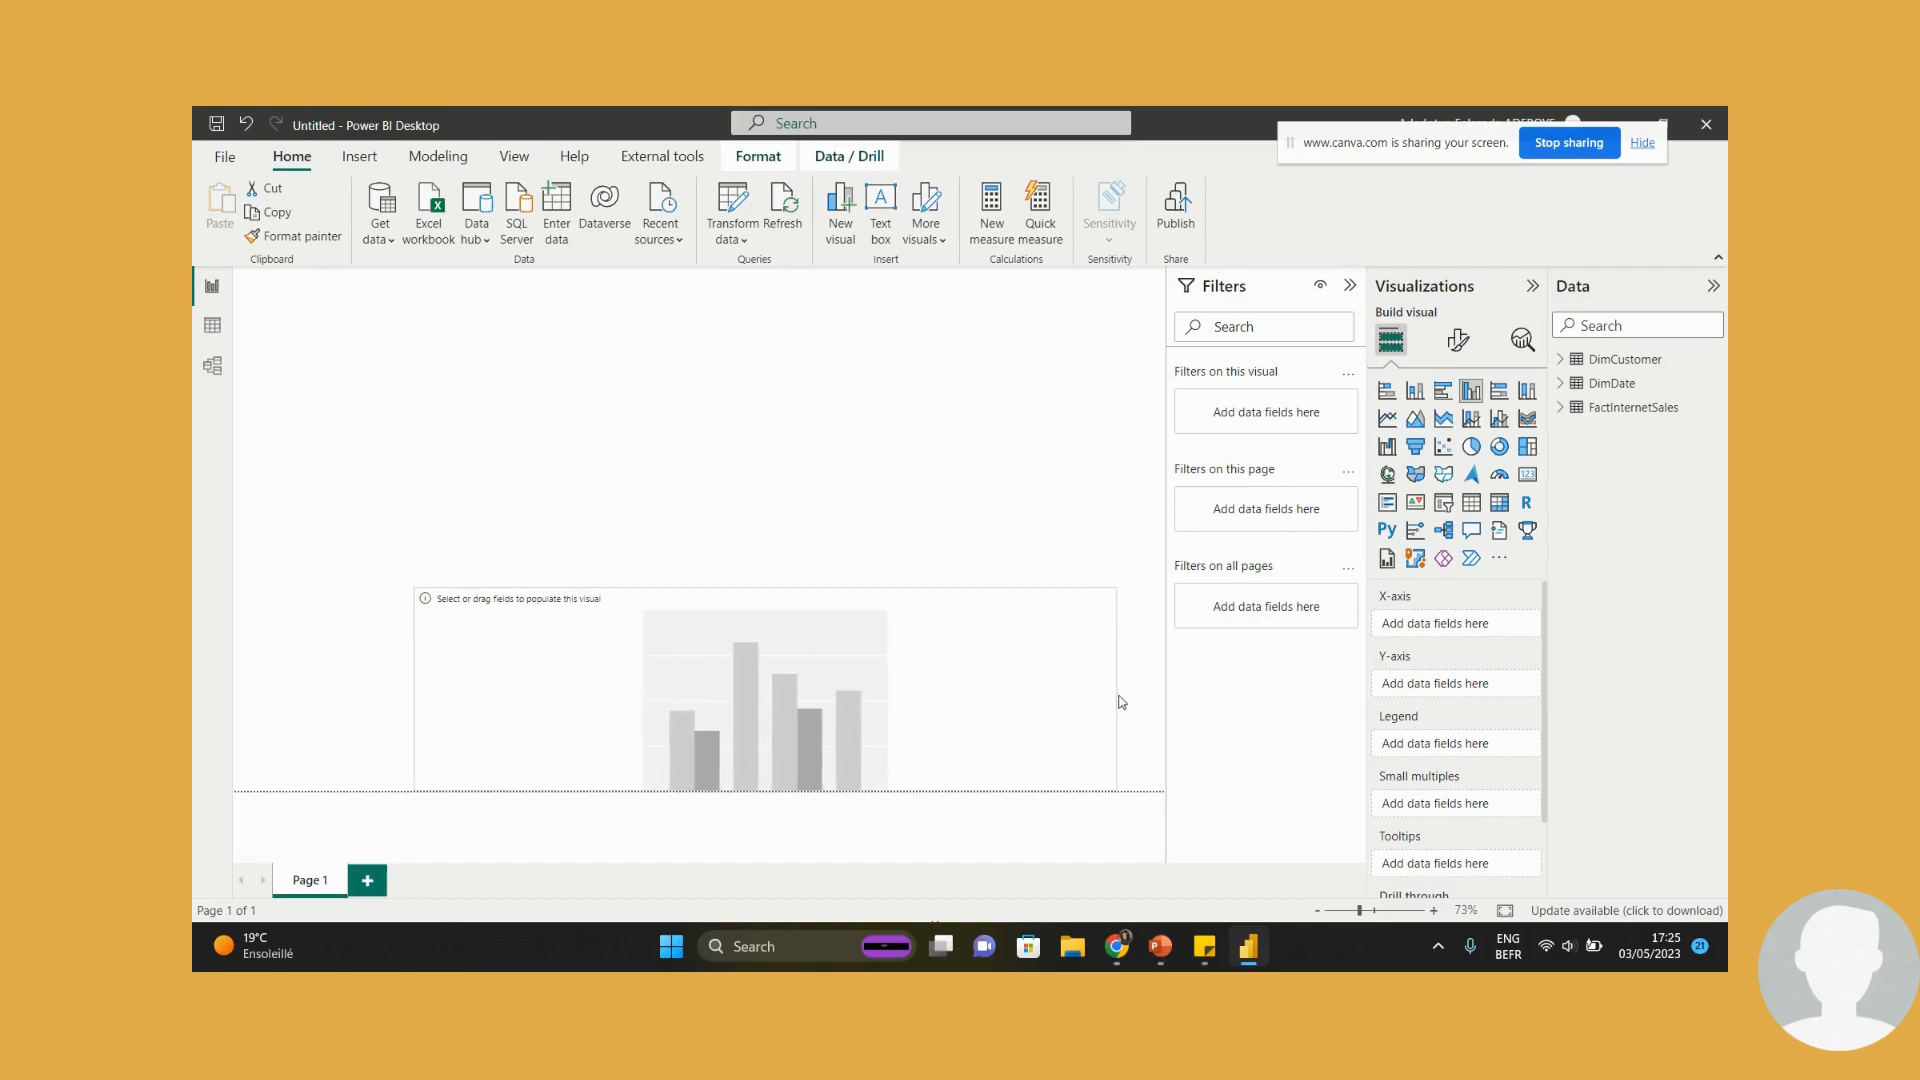 Untitled - Power BI Desktop
Search
www.canva.com is sharing your screen.
Stop sharing
Hide
File
Home
Insert
Modeling
View
Help
External tools
Format
Data / Drill
Paste
Cut
Copy
Format painter
Clipboard
Get data
Excel workbook
Data hub
SQL Server
Enter data
Dataverse
Recent sources
Data
Transform data
Refresh
Queries
New visual
Text box
More visuals
Insert
New measure
Quick measure
Calculations
Sensitivity
Sensitivity
Publish
Share
Filters
Search
Filters on this visual
...
Add data fields here
Filters on this page
...
Add data fields here
Filters on all pages
...
Add data fields here
Visualizations
Build visual
123
R
Py
...
X-axis
Add data fields here
Y-axis
Add data fields here
Legend
Add data fields here
Small multiples
Add data fields here
Tooltips
Add data fields here
Data
Search
DimCustomer
DimDate
FactInternetSales
Select or drag fields to populate this visual
Page 1
+
Page 1 of 1
- + 73%
Update available (click to download)
19°C
Ensoleillé
Search
ENG
BEFR
17:25
03/05/2023
21